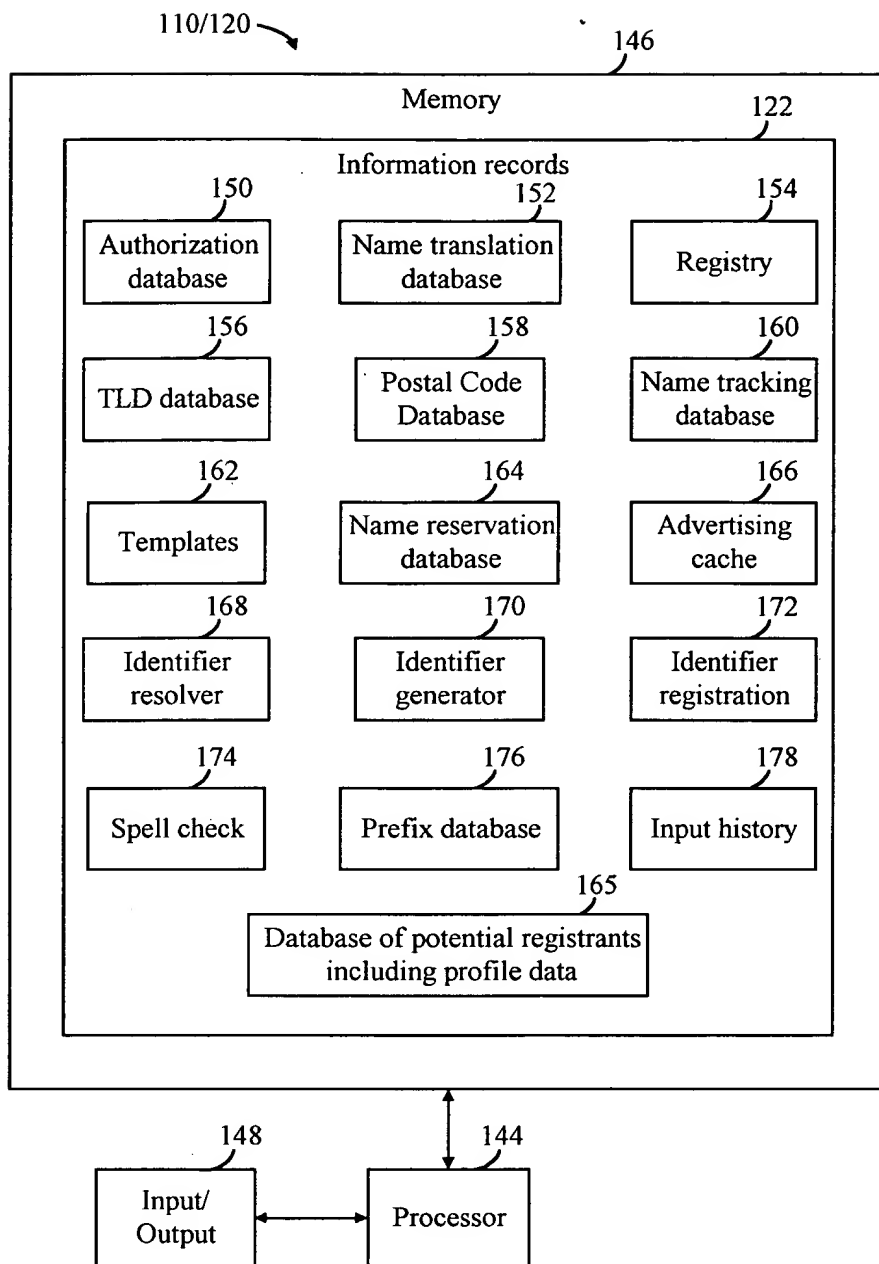 110/120
146
Memory
122
Information records
150
152
154
Authorization
database
Name translation
database
Registry
156
158
160
TLD database
Postal Code
Database
Name tracking
database
162
164
166
Templates
Name reservation
database
Advertising
cache
168
170
172
Identifier
resolver
Identifier
generator
Identifier
registration
174
176
178
Spell check
Prefix database
Input history
165
Database of potential registrants
including profile data
148
144
Input/
Output
Processor